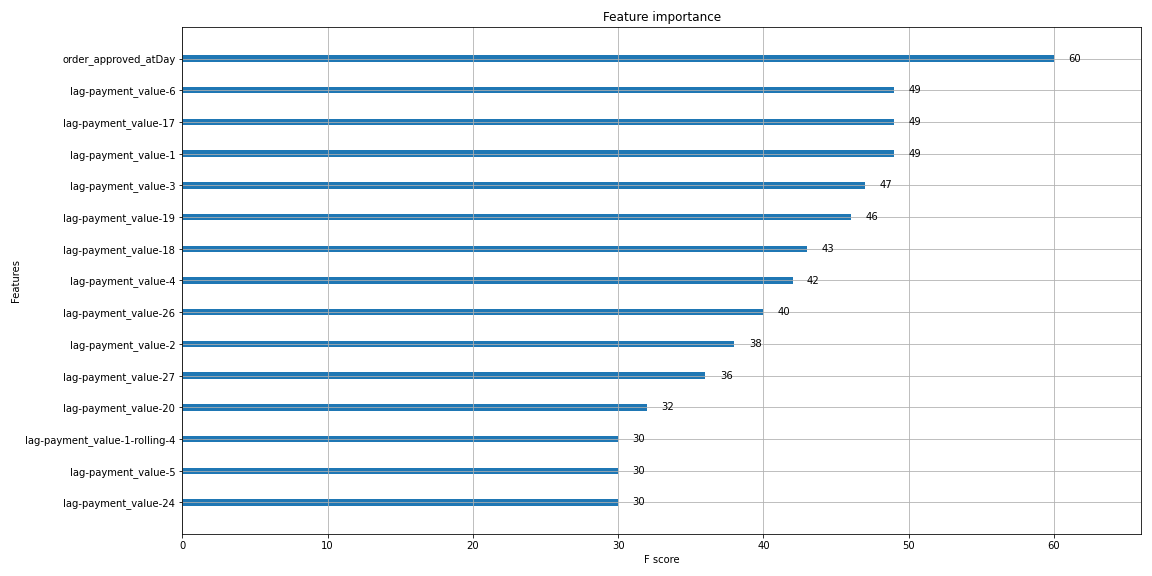 Feature importance
order_approved_atDay 60
lag-payment_value-6 49
lag-payment_value-17 49
lag-payment_value-1 49
lag-payment_value-3 47
lag-payment_value-19 46
lag-payment_value-18 43
lag-payment_value-4 42
lag-payment_value-26 40
lag-payment_value-2 38
lag-payment_value-27 36
lag-payment_value-20 32
lag-payment_value-1-rolling-4 30
lag-payment_value-5 30
lag-payment_value-24 30
Features
0 10 20 30 40 50 60
F score